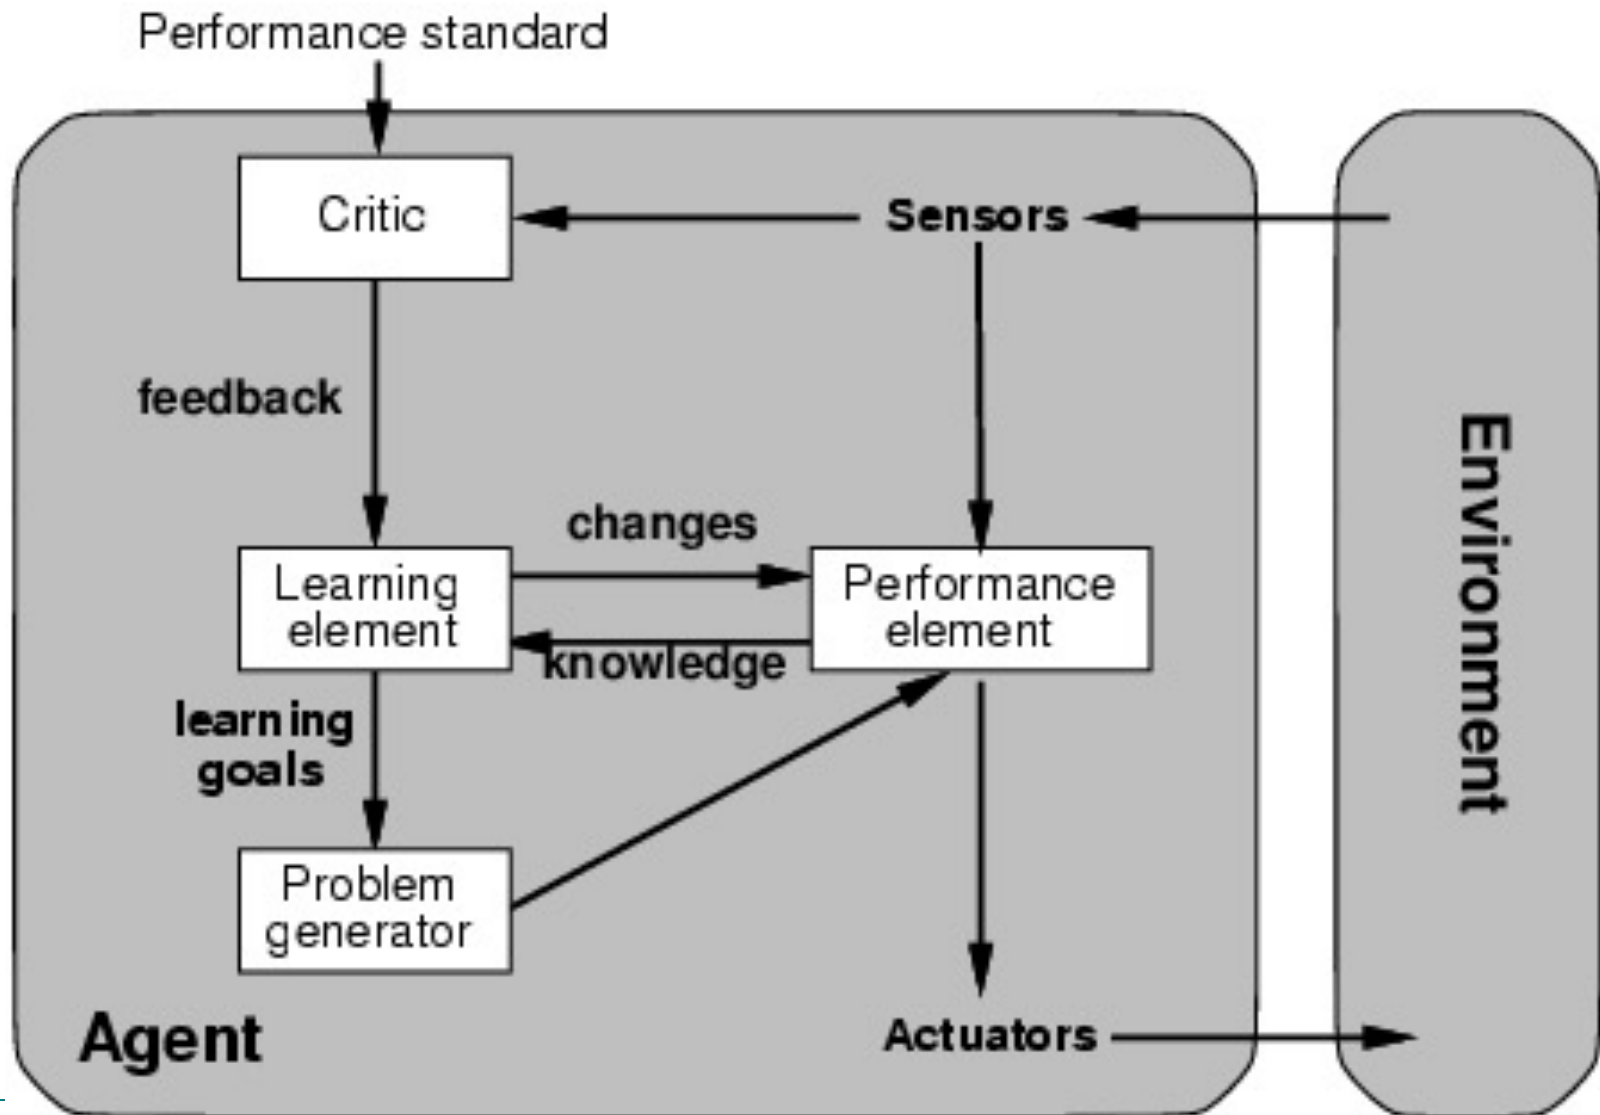 Performance standard
Critic
Sensors
feedback
changes
Learning
element
Performance
element
knowledge
learning
goals
Problem
generator
Agent
Actuators
Environment